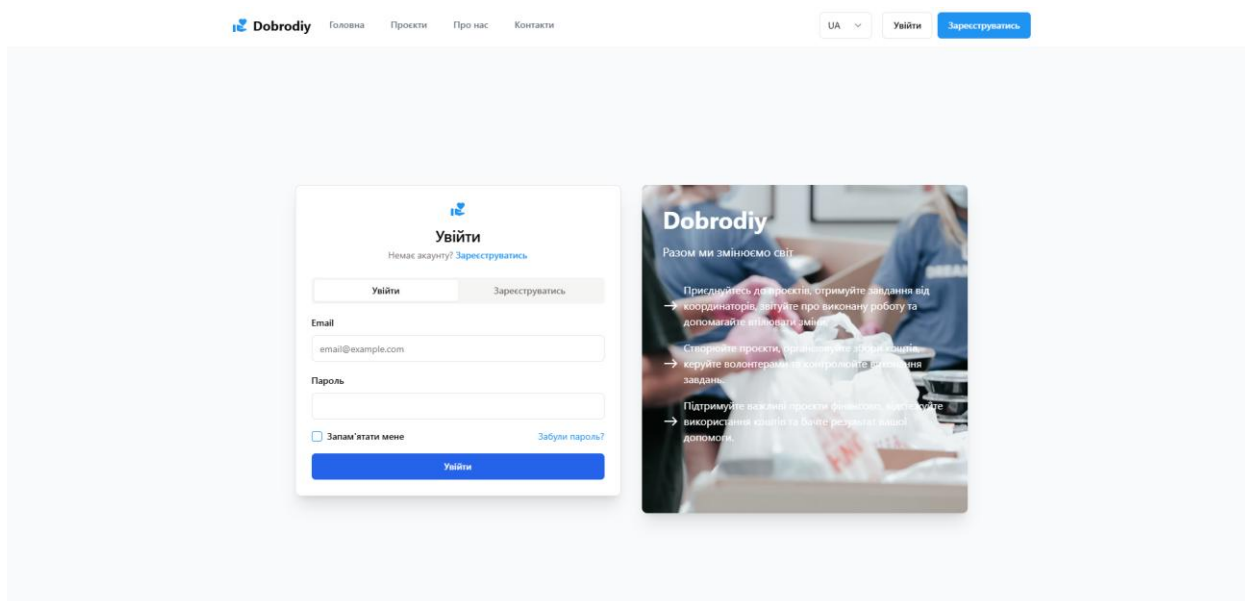 Dobrodiy
Головна Проєкти Про нас Контакти
UA
Увійти
Зареєструватись
Увійти
Немає акаунту? Зареєструватись
Увійти Зареєструватись
Email
email@example.com
Пароль
Запам'ятати мене
Забули пароль?
Увійти
Dobrodiy
Разом ми змінюємо світ
Приєднуйтесь до проєктів, отримуйте завдання від
координаторів, звітуйте про виконану роботу та
допомагайте втілювати зміни.
Створюйте проєкти, організовуйте збори коштів,
керуйте волонтерами та контролюйте виконання
завдань.
Підтримуйте важливі проєкти фінансово, відстежуйте
використання коштів та бачте результат вашої
допомоги.